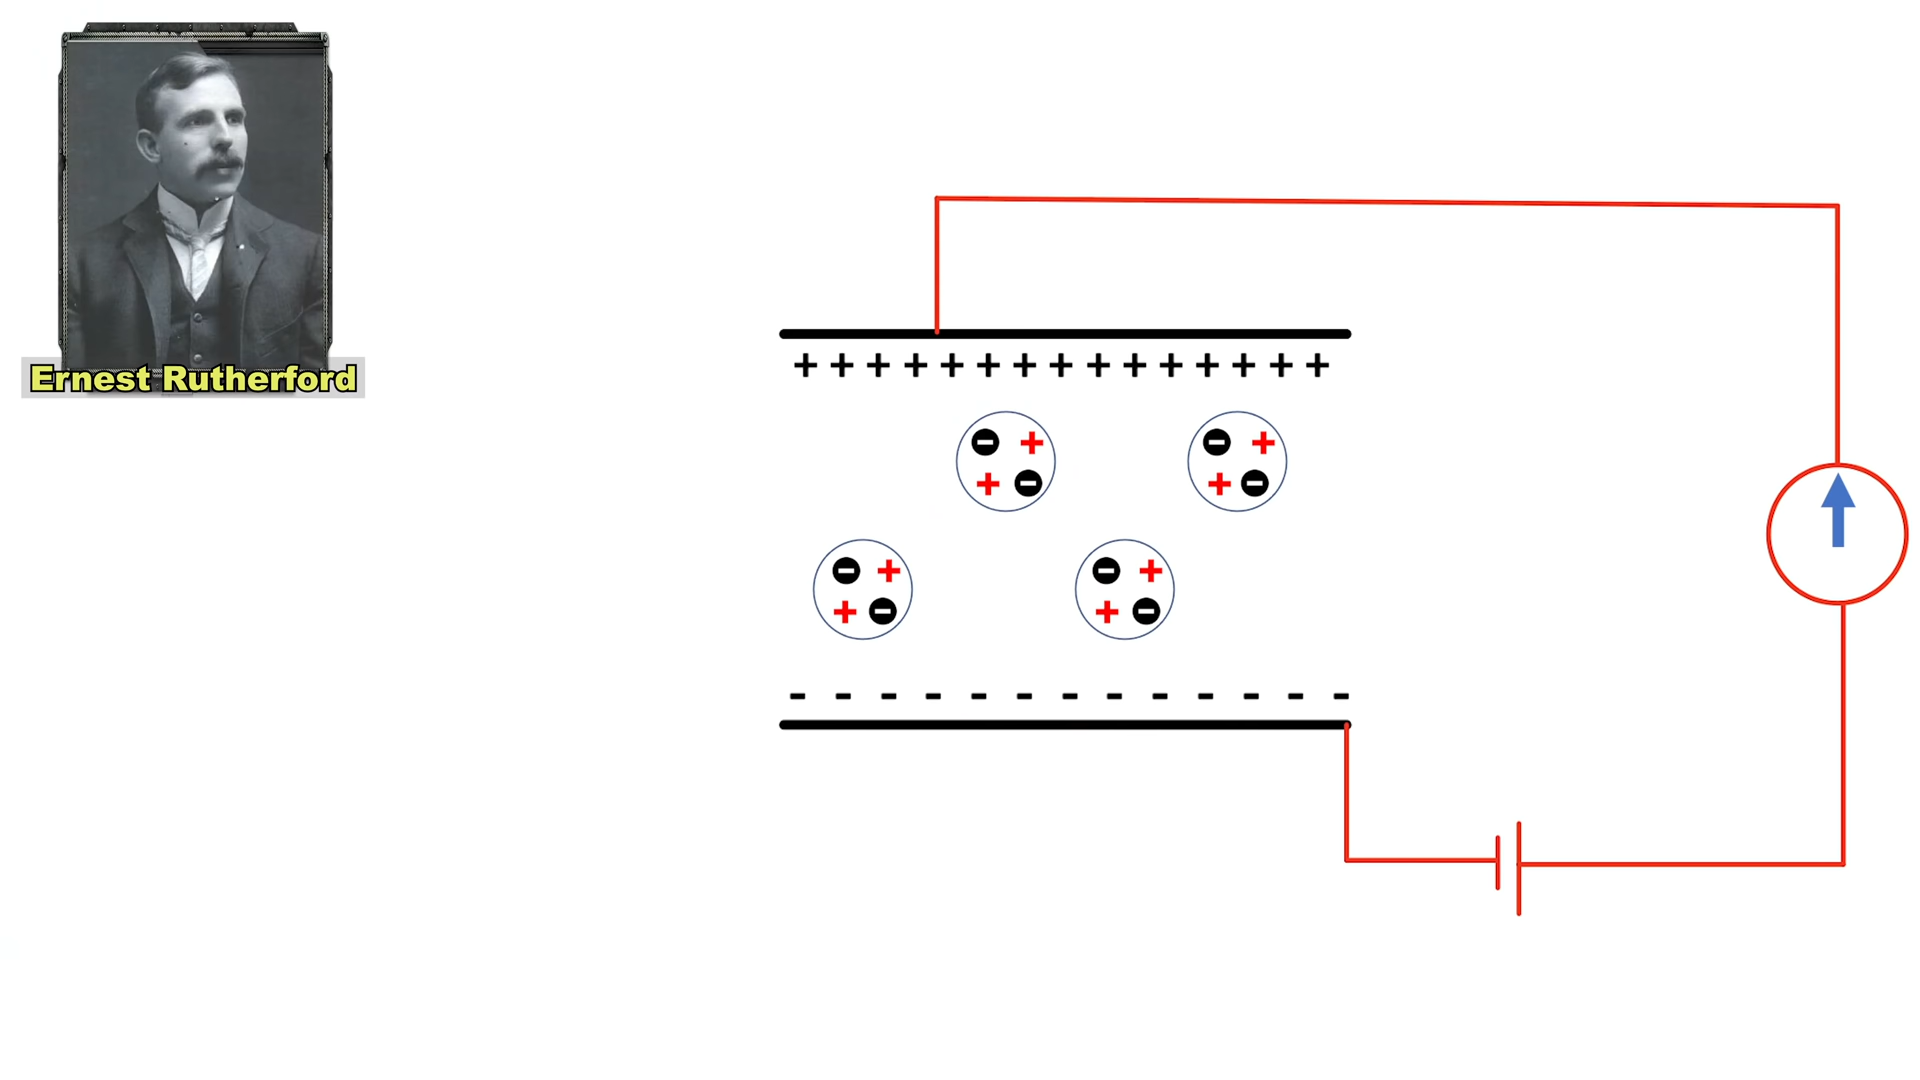 Ernest Rutherford
+ + + + + + + + + + + + + + +
- +
+ -
- +
+ -
- +
+ -
- +
+ -
- - - - - - - - - - - - -